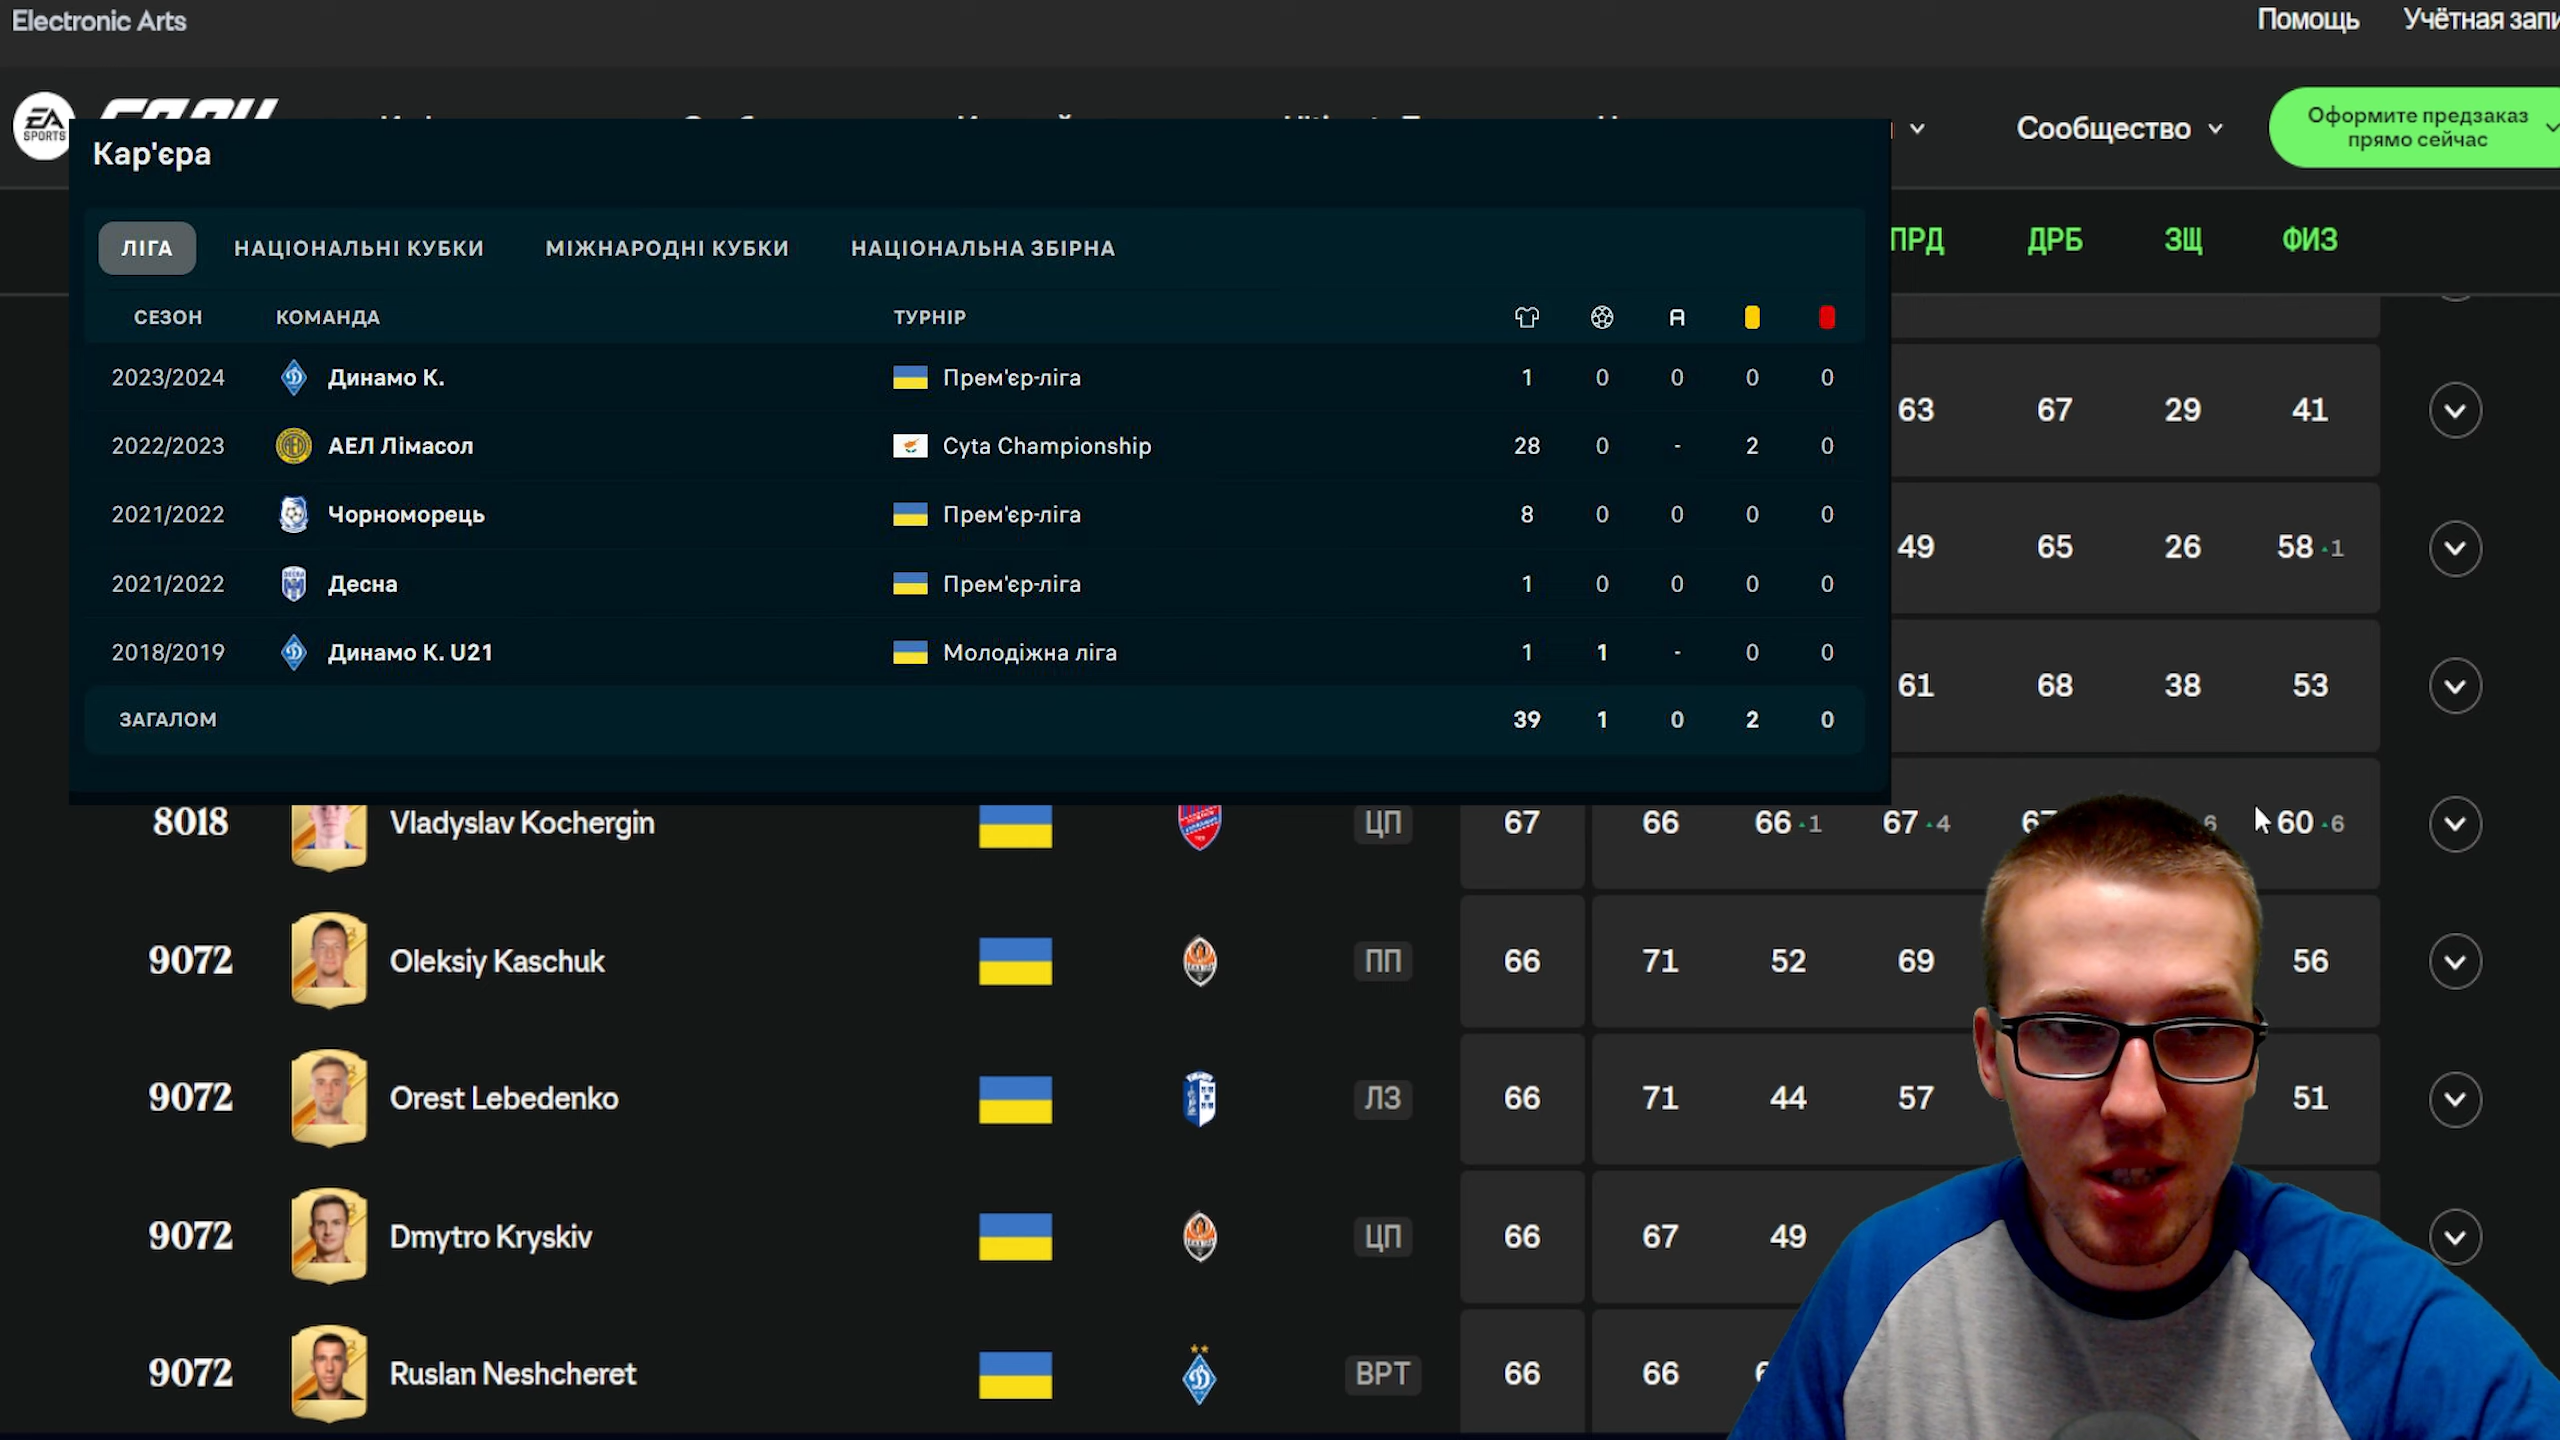 Electronic Arts
Помощь
Учётная запи
EA SPORTS
Сообщество
Оформите предзаказ прямо сейчас
Кар'єра
ЛІГА
НАЦІОНАЛЬНІ КУБКИ
МІЖНАРОДНІ КУБКИ
НАЦІОНАЛЬНА ЗБІРНА
ПРД ДРБ ЗЩ ФИЗ
СЕЗОН КОМАНДА ТУРНІР A
2023/2024 Динамо К. Прем'єр-ліга 1 0 0 0 0
63 67 29 41
2022/2023 АЕЛ Лімасол Cyta Championship 28 0 - 2 0
2021/2022 Чорноморець Прем'єр-ліга 8 0 0 0 0
49 65 26 58 1
2021/2022 Десна Прем'єр-ліга 1 0 0 0 0
2018/2019 Динамо К. U21 Молодіжна ліга 1 1 - 0 0
61 68 38 53
ЗАГАЛОМ 39 1 0 2 0
8018 Vladyslav Kochergin ЦП 67 66 66 1 67 4 6 60 6
9072 Oleksiy Kaschuk ПП 66 71 52 69 56
9072 Orest Lebedenko ЛЗ 66 71 44 57 51
9072 Dmytro Kryskiv ЦП 66 67 49
9072 Ruslan Neshcheret ВРТ 66 66